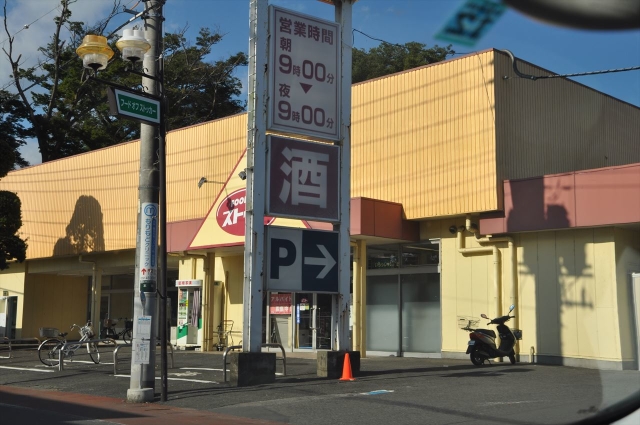 営業時間
朝
9時00分
夜
9時00分
酒
P
フードオフストッカー
FOOD
スト